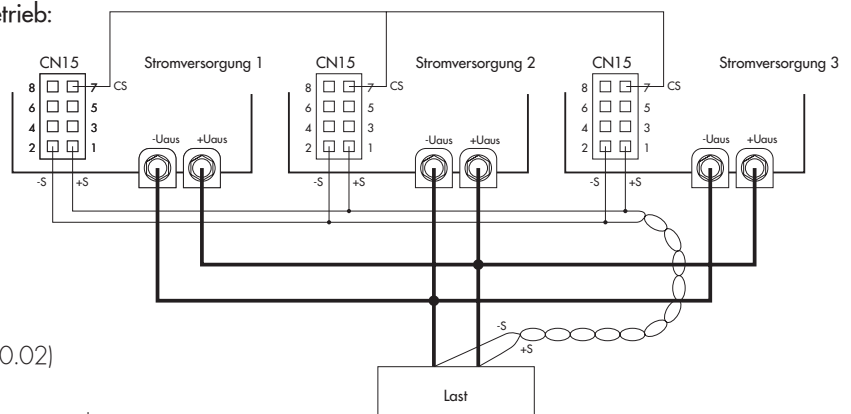 etrieb:
CN15 Stromversorgung 1 CN15 Stromversorgung 2 CN15 Stromversorgung 3
8 7 CS 8 7 CS 8 7 CS
6 5 6 5 6 5
4 3 4 3 4 3
2 1 2 1 2 1
-Uaus +Uaus -Uaus +Uaus -Uaus +Uaus
-S +S -S +S -S +S
-S
+S
0.02)
Last